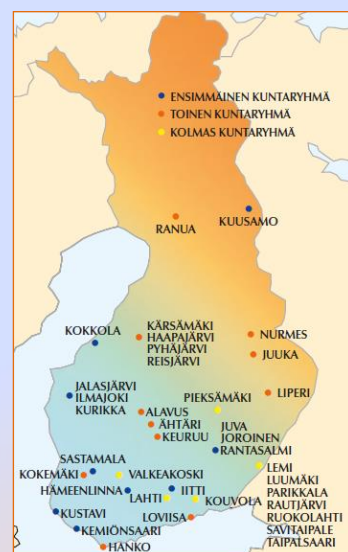 ENSIMMÄINEN KUNTARYHMÄ
TOINEN KUNTARYHMÄ
KOLMAS KUNTARYHMÄ
KUUSAMO
RANUA
KOKKOLA
KÄRSÄMÄKI
HAAPAJÄRVI
PYHÄJÄRVI
REISJÄRVI
NURMES
JUUKA
JALASJÄRVI
ILMAJOKI
KURIKKA
PIEKSÄMÄKI
LIPERI
ALAVUS
ÄHTÄRI
KEURUU
JUVA
JOROINEN
RANTASALMI
SASTAMALA
KOKEMÄKI
VALKEAKOSKI
HÄMEENLINNA
IITTI
LAHTI
KOUVOLA
KUSTAVI
LOVIISA
KEMIÖNSAARI
HANKO
LEMI
LUUMÄKI
PARIKKALA
RAUTJÄRVI
RUOKOLAHTI
SAVITAIPALE
TAIPALSAARI